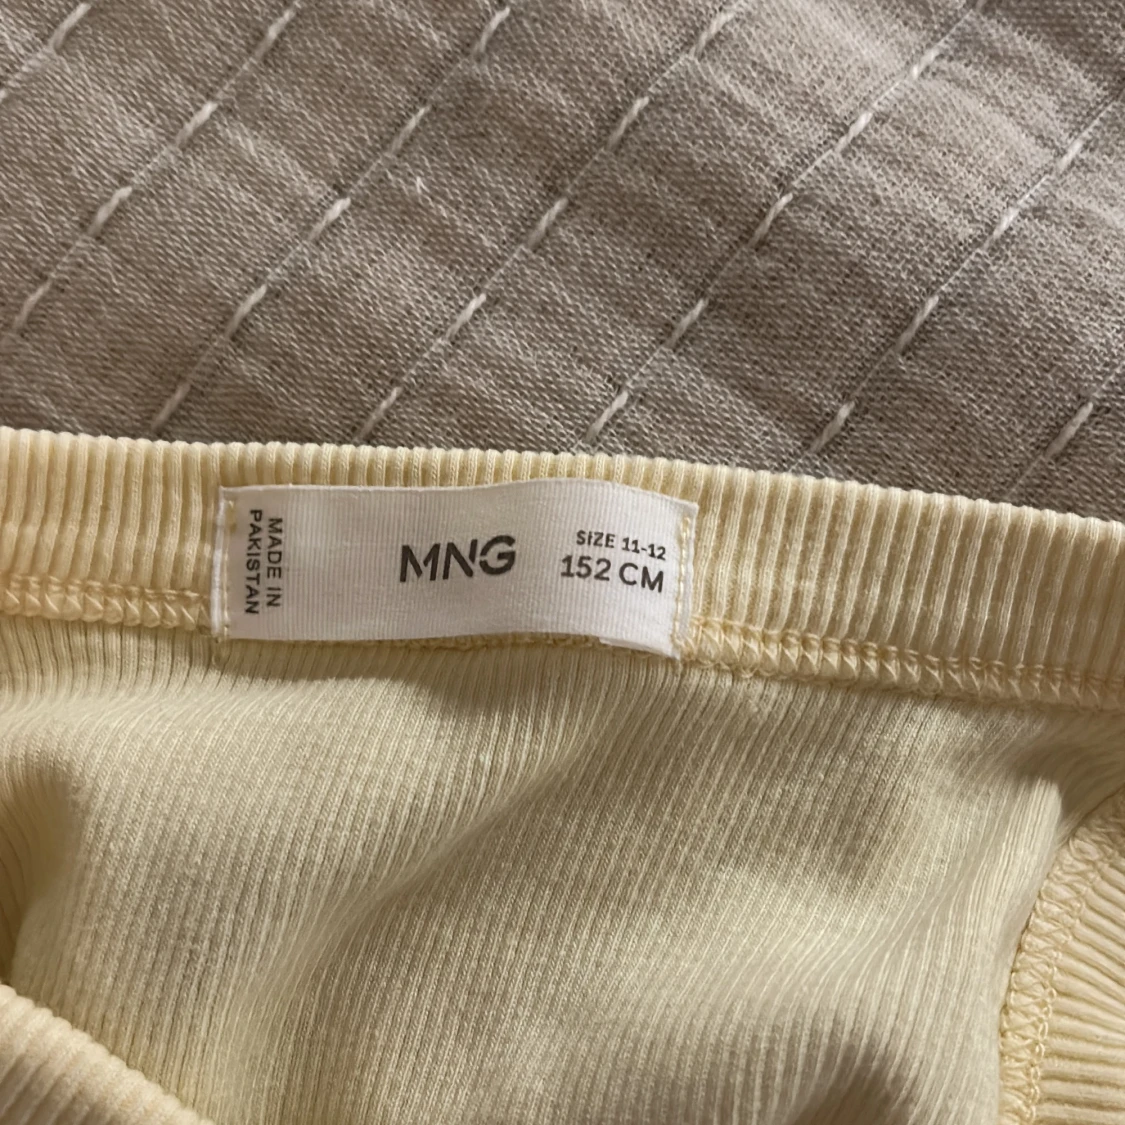 MADE IN
PAKISTAN
MNG
SIZE 11-12
152 CM